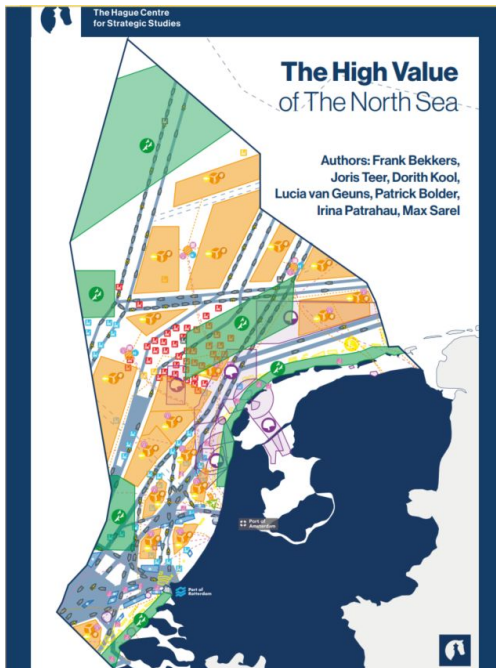 The Hague Centre
for Strategic Studies
The High Value
of The North Sea
Authors: Frank Bekkers,
Joris Teer, Dorith Kool,
Lucia van Geuns, Patrick Bolder,
Irina Patrahau, Max Sarel
Port of
Amsterdam
Port of
Rotterdam